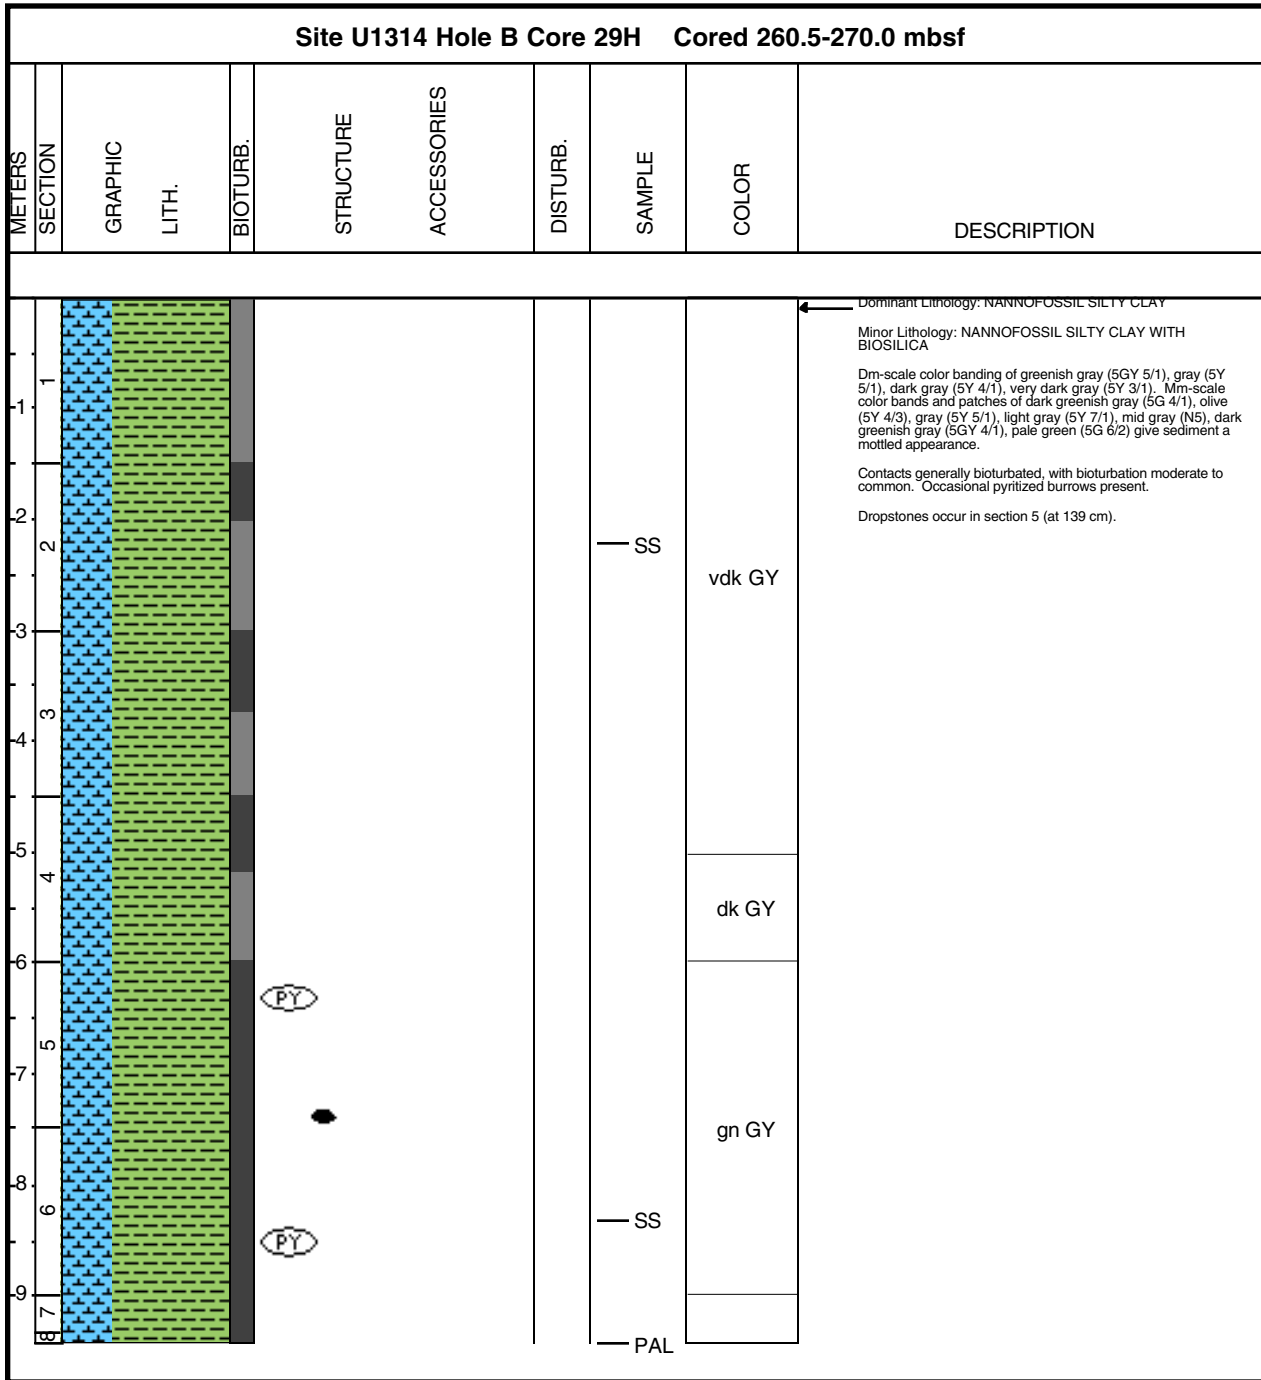 Site U1314 Hole B Core 29H Cored 260.5-270.0 mbsf
METERS
SECTION
GRAPHIC
LITH.
BIOTURB.
STRUCTURE
ACCESSORIES
DISTURB.
SAMPLE
COLOR
DESCRIPTION
Dominant Lithology: NANNOFOSSIL SILTY CLAY
Minor Lithology: NANNOFOSSIL SILTY CLAY WITH
BIOSILICA
Dm-scale color banding of greenish gray (5GY 5/1), gray (5Y
5/1), dark gray (5Y 4/1), very dark gray (5Y 3/1). Mm-scale
color bands and patches of dark greenish gray (5G 4/1), olive
(5Y 4/3), gray (5Y 5/1), light gray (5Y 7/1), mid gray (N5), dark
greenish gray (5GY 4/1), pale green (5G 6/2) give sediment a
mottled appearance.
Contacts generally bioturbated, with bioturbation moderate to
common. Occasional pyritized burrows present.
Dropstones occur in section 5 (at 139 cm).
1
1
2
2
SS
vdk GY
3
3
4
5
4
dk GY
6
PY
5
7
gn GY
8
6
SS
PY
9
7
8
PAL